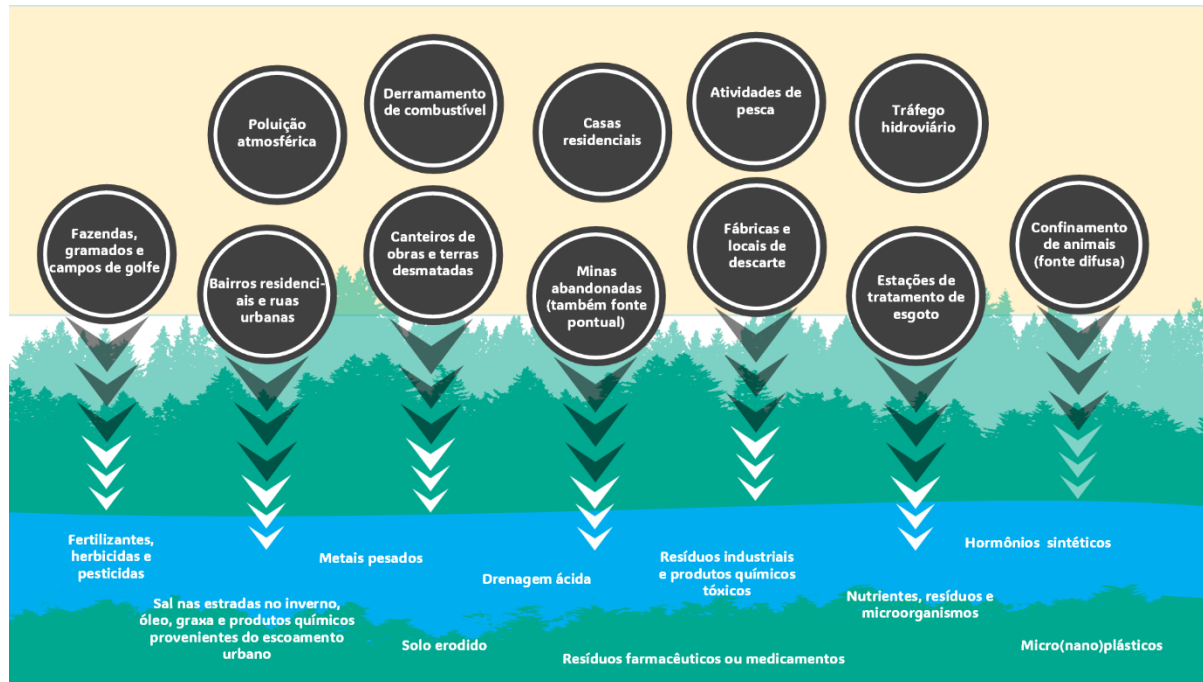 Poluição
atmosférica
Derramamento
de combustível
Casas
residenciais
Atividades de
pesca
Tráfego
hidroviário
Fazendas,
gramados e
campos de golfe
Bairros residenci-
ais e ruas
urbanas
Canteiros de
obras e terras
desmatadas
Minas
abandonadas
(também fonte
pontual)
Fábricas e
locais de
descarte
Estações de
tratamento de
esgoto
Confinamento
de animais
(fonte difusa)
Fertilizantes,
herbicidas e
pesticidas
Sal nas estradas no inverno,
óleo, graxa e produtos químicos
provenientes do escoamento
urbano
Metais pesados
Solo erodido
Drenagem ácida
Resíduos farmacêuticos ou medicamentos
Resíduos industriais
e produtos químicos
tóxicos
Nutrientes, resíduos e
microorganismos
Hormônios sintéticos
Micro(nano)plásticos